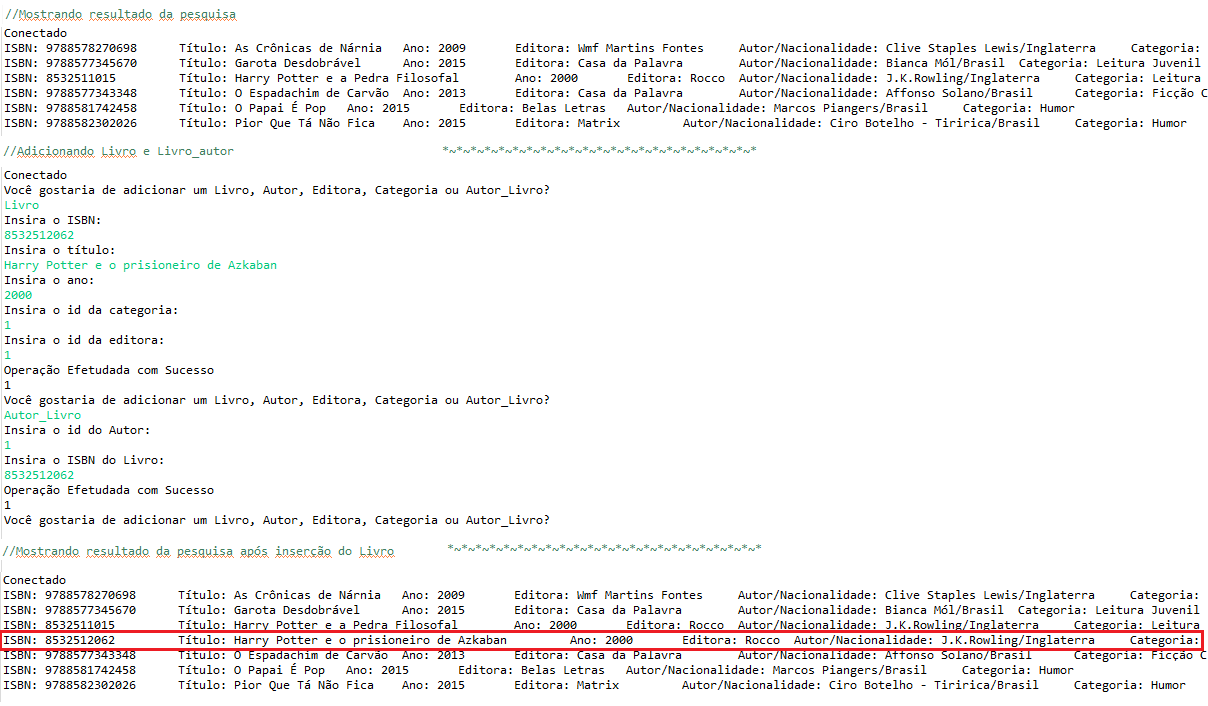 //Mostrando resultado da pesquisa
Conectado
ISBN: 9788578270698 Título: As Crônicas de Nárnia Ano: 2009 Editora: Wmf Martins Fontes Autor/Nacionalidade: Clive Staples Lewis/Inglaterra Categoria:
ISBN: 9788577345670 Título: Garota Desdobrável Ano: 2015 Editora: Casa da Palavra Autor/Nacionalidade: Bianca Mól/Brasil Categoria: Leitura Juvenil
ISBN: 8532511015 Título: Harry Potter e a Pedra Filosofal Ano: 2000 Editora: Rocco Autor/Nacionalidade: J.K.Rowling/Inglaterra Categoria: Leitura
ISBN: 9788577343348 Título: O Espadachim de Carvão Ano: 2013 Editora: Casa da Palavra Autor/Nacionalidade: Affonso Solano/Brasil Categoria: Ficção C
ISBN: 9788581742458 Título: O Papai É Pop Ano: 2015 Editora: Belas Letras Autor/Nacionalidade: Marcos Piangers/Brasil Categoria: Humor
ISBN: 9788582302026 Título: Pior Que Tá Não Fica Ano: 2015 Editora: Matrix Autor/Nacionalidade: Ciro Botelho - Tiririca/Brasil Categoria: Humor
//Adicionando Livro e Livro_autor *~*~*~*~*~*~*~*~*~*~*~*~*~*~*~*~*~*~*~*~*~*~*
Conectado
Você gostaria de adicionar um Livro, Autor, Editora, Categoria ou Autor_Livro?
Livro
Insira o ISBN:
8532512062
Insira o título:
Harry Potter e o prisioneiro de Azkaban
Insira o ano:
2000
Insira o id da categoria:
1
Insira o id da editora:
1
Operação Efetudada com Sucesso
1
Você gostaria de adicionar um Livro, Autor, Editora, Categoria ou Autor_Livro?
Autor_Livro
Insira o id do Autor:
1
Insira o ISBN do Livro:
8532512062
Operação Efetudada com Sucesso
1
Você gostaria de adicionar um Livro, Autor, Editora, Categoria ou Autor_Livro?
//Mostrando resultado da pesquisa após insercão do Livro *~*~*~*~*~*~*~*~*~*~*~*~*~*~*~*~*~*~*~*~*~*~*
Conectado
ISBN: 9788578270698 Título: As Crônicas de Nárnia Ano: 2009 Editora: Wmf Martins Fontes Autor/Nacionalidade: Clive Staples Lewis/Inglaterra Categoria:
ISBN: 9788577345670 Título: Garota Desdobrável Ano: 2015 Editora: Casa da Palavra Autor/Nacionalidade: Bianca Mól/Brasil Categoria: Leitura Juvenil
ISBN: 8532511015 Título: Harry Potter e a Pedra Filosofal Ano: 2000 Editora: Rocco Autor/Nacionalidade: J.K.Rowling/Inglaterra Categoria: Leitura
ISBN: 8532512062 Título: Harry Potter e o prisioneiro de Azkaban Ano: 2000 Editora: Rocco Autor/Nacionalidade: J.K.Rowling/Inglaterra Categoria:
ISBN: 9788577343348 Título: O Espadachim de Carvão Ano: 2013 Editora: Casa da Palavra Autor/Nacionalidade: Affonso Solano/Brasil Categoria: Ficção C
ISBN: 9788581742458 Título: O Papai É Pop Ano: 2015 Editora: Belas Letras Autor/Nacionalidade: Marcos Piangers/Brasil Categoria: Humor
ISBN: 9788582302026 Título: Pior Que Tá Não Fica Ano: 2015 Editora: Matrix Autor/Nacionalidade: Ciro Botelho - Tiririca/Brasil Categoria: Humor